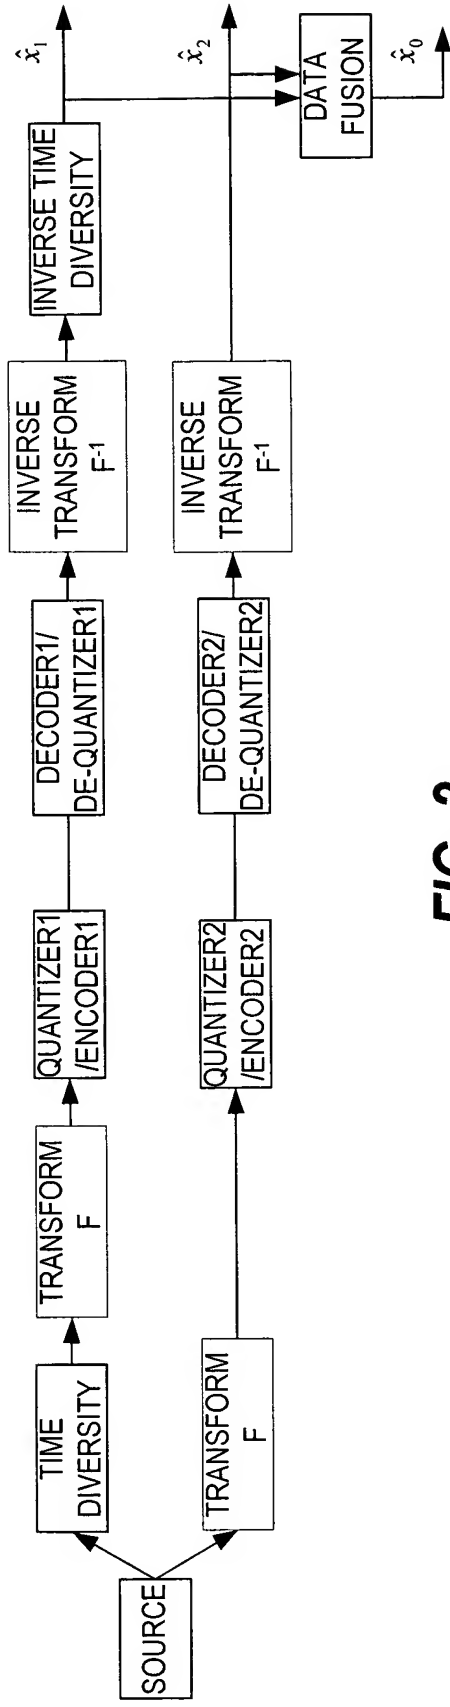 SOURCE
TIME
DIVERSITY
TRANSFORM
F
QUANTIZER1
/ENCODER1
DECODER1/
DE-QUANTIZER1
INVERSE
TRANSFORM
F⁻¹
INVERSE TIME
DIVERSITY
x̂₁
TRANSFORM
F
QUANTIZER2
/ENCODER2
DECODER2/
DE-QUANTIZER2
INVERSE
TRANSFORM
F⁻¹
x̂₂
DATA
FUSION
x̂₀
FIG.